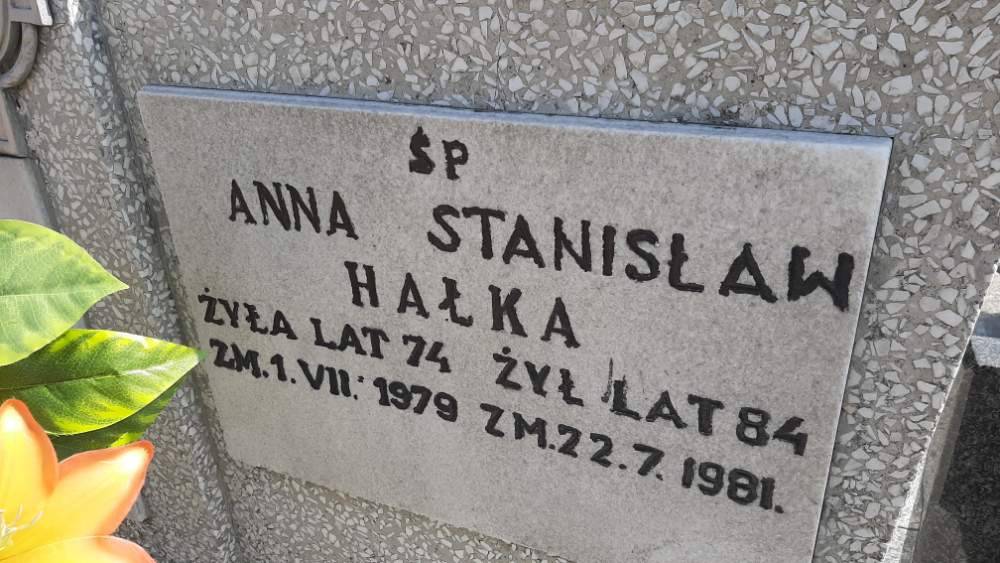 ŚP
ANNA STANISŁAW
HAŁKA
ŻYŁA LAT 74 ŻYŁ LAT 84
ZM.1.VII.1979 ZM.22.7.1981.